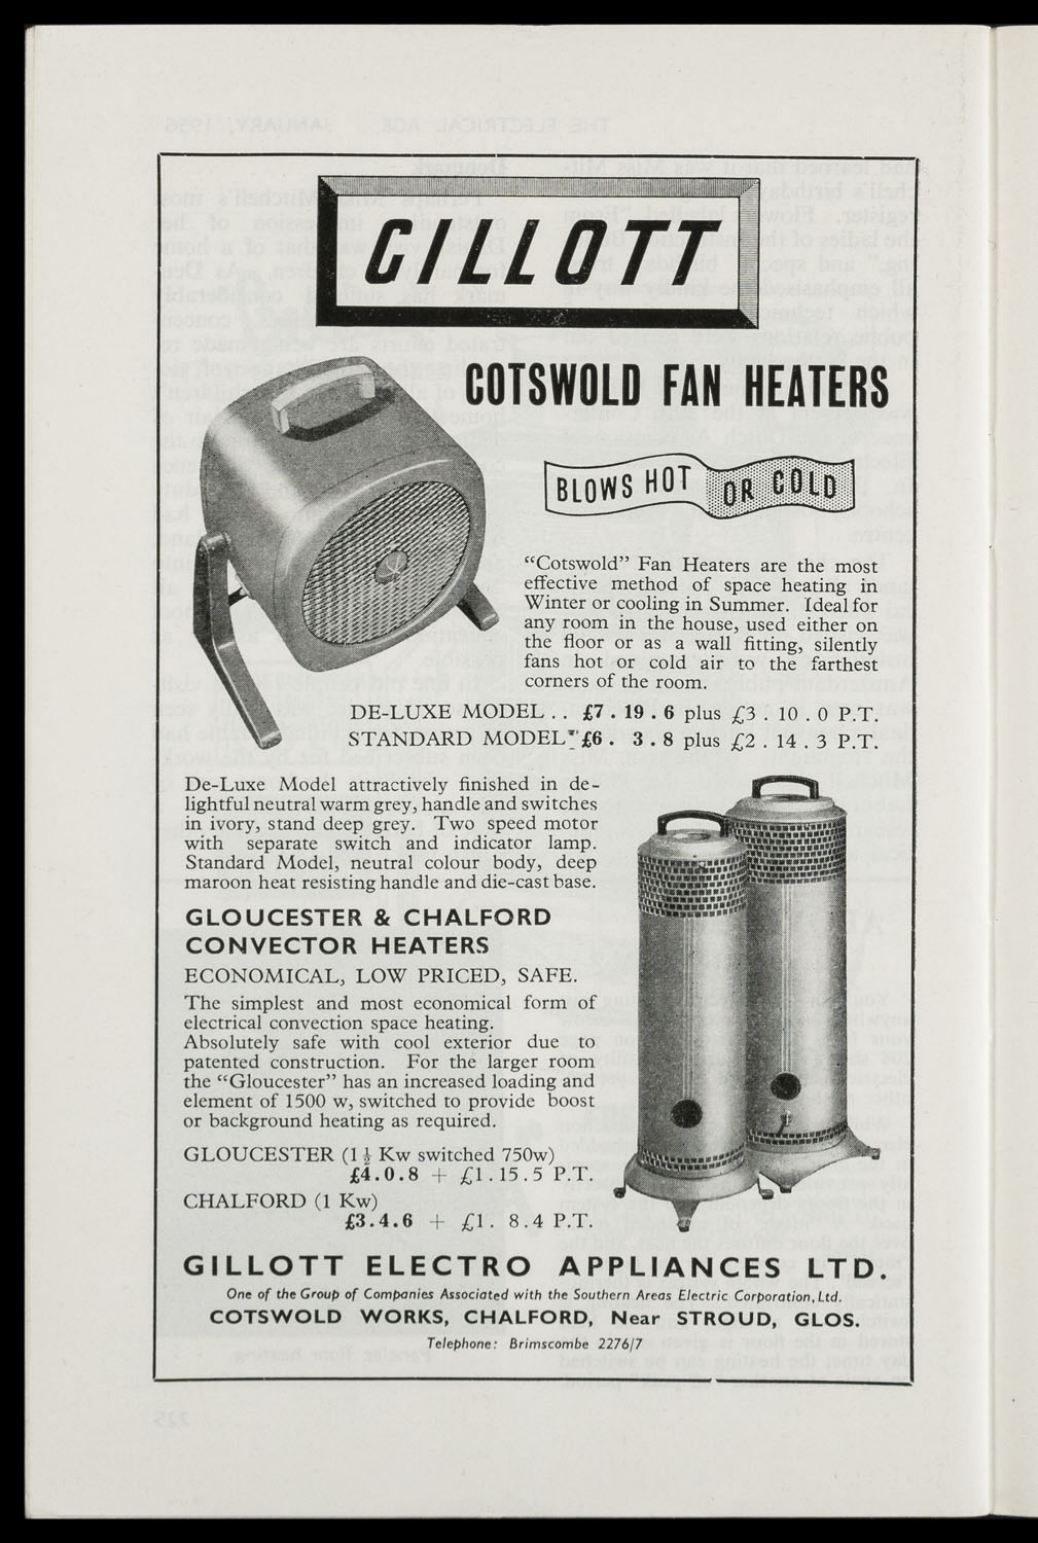 GILLOTT
COTSWOLD FAN HEATERS
BLOWS HOT OR COLD
“Cotswold” Fan Heaters are the most
effective method of space heating in
Winter or cooling in Summer. Ideal for
any room in the house, used either on
the floor or as a wall fitting, silently
fans hot or cold air to the farthest
corners of the room.
DE-LUXE MODEL .. £7 . 19 . 6 plus £3 . 10 . 0 P.T.
STANDARD MODEL £6 . 3 . 8 plus £2 . 14 . 3 P.T.
De-Luxe Model attractively finished in de-
lightful neutral warm grey, handle and switches
in ivory, stand deep grey. Two speed motor
with separate switch and indicator lamp.
Standard Model, neutral colour body, deep
maroon heat resisting handle and die-cast base.
GLOUCESTER & CHALFORD
CONVECTOR HEATERS
ECONOMICAL, LOW PRICED, SAFE.
The simplest and most economical form of
electrical convection space heating.
Absolutely safe with cool exterior due to
patented construction. For the larger room
the “Gloucester” has an increased loading and
element of 1500 w, switched to provide boost
or background heating as required.
GLOUCESTER (1½ Kw switched 750w)
£4.0.8 + £1.15.5 P.T.
CHALFORD (1 Kw)
£3.4.6 + £1. 8.4 P.T.
GILLOTT ELECTRO APPLIANCES LTD.
One of the Group of Companies Associated with the Southern Areas Electric Corporation, Ltd.
COTSWOLD WORKS, CHALFORD, Near STROUD, GLOS.
Telephone: Brimscombe 2276/7